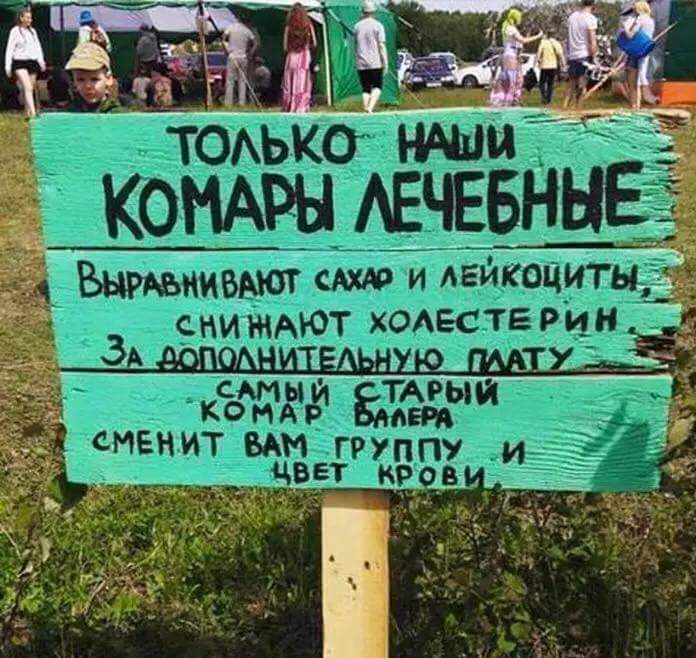 ТОЛЬКО НАШИ
КОМАРЫ ЛЕЧЕБНЫЕ
ВЫРАВНИВАЮТ САХАР И ЛЕЙКОЦИТЫ,
СНИЖАЮТ ХОЛЕСТЕРИН.
ЗА ДОПОЛНИТЕЛЬНУЮ ПЛАТУ
САМЫЙ СТАРЫЙ
КОМАР ВАЛЕРА
СМЕНИТ ВАМ ГРУППУ И
ЦВЕТ КРОВИ.